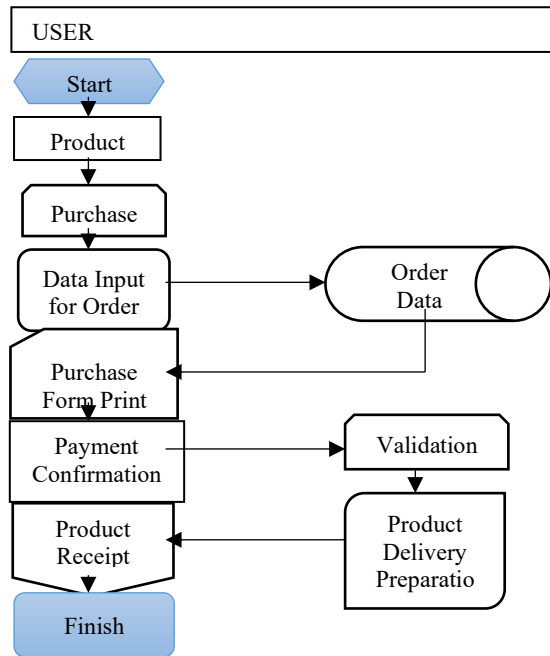 USER
Start
Product
Purchase
Data Input
for Order
Order
Data
Purchase
Form Print
Payment
Confirmation
Validation
Product
Receipt
Product
Delivery
Preparatio
Finish